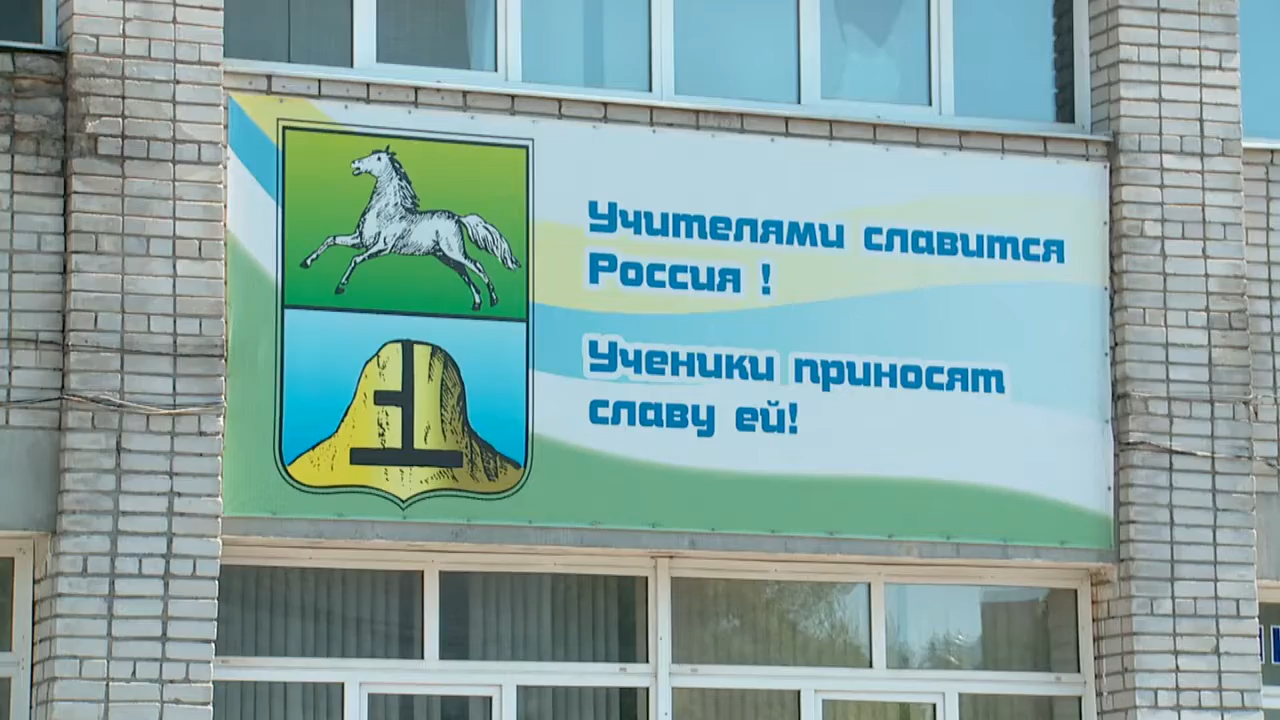 Учителями славится
Россия !
Ученики приносят
славу ей!